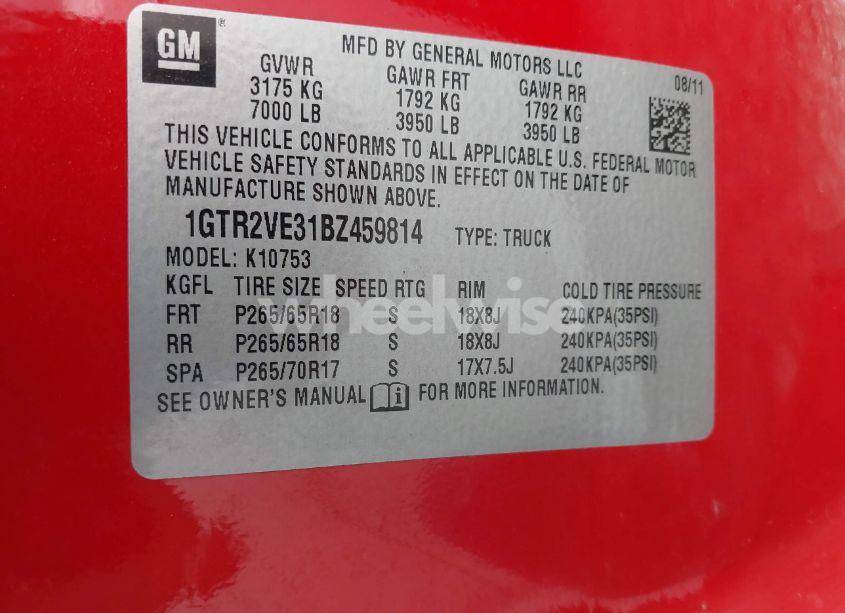 GM
MFD BY GENERAL MOTORS LLC
08/11
GVWR GAWR FRT GAWR RR
3175 KG 1792 KG 1792 KG
7000 LB 3950 LB 3950 LB
THIS VEHICLE CONFORMS TO ALL APPLICABLE U.S. FEDERAL MOTOR
VEHICLE SAFETY STANDARDS IN EFFECT ON THE DATE OF
MANUFACTURE SHOWN ABOVE.
1GTR2VE31BZ459814 TYPE: TRUCK
MODEL: K10753
KGFL TIRE SIZE SPEED RTG RIM COLD TIRE PRESSURE
FRT P265/65R18 S 18X8J 240KPA(35PSI)
RR P265/65R18 S 18X8J 240KPA(35PSI)
SPA P265/70R17 S 17X7.5J 240KPA(35PSI)
SEE OWNER'S MANUAL i FOR MORE INFORMATION.
wheelwise